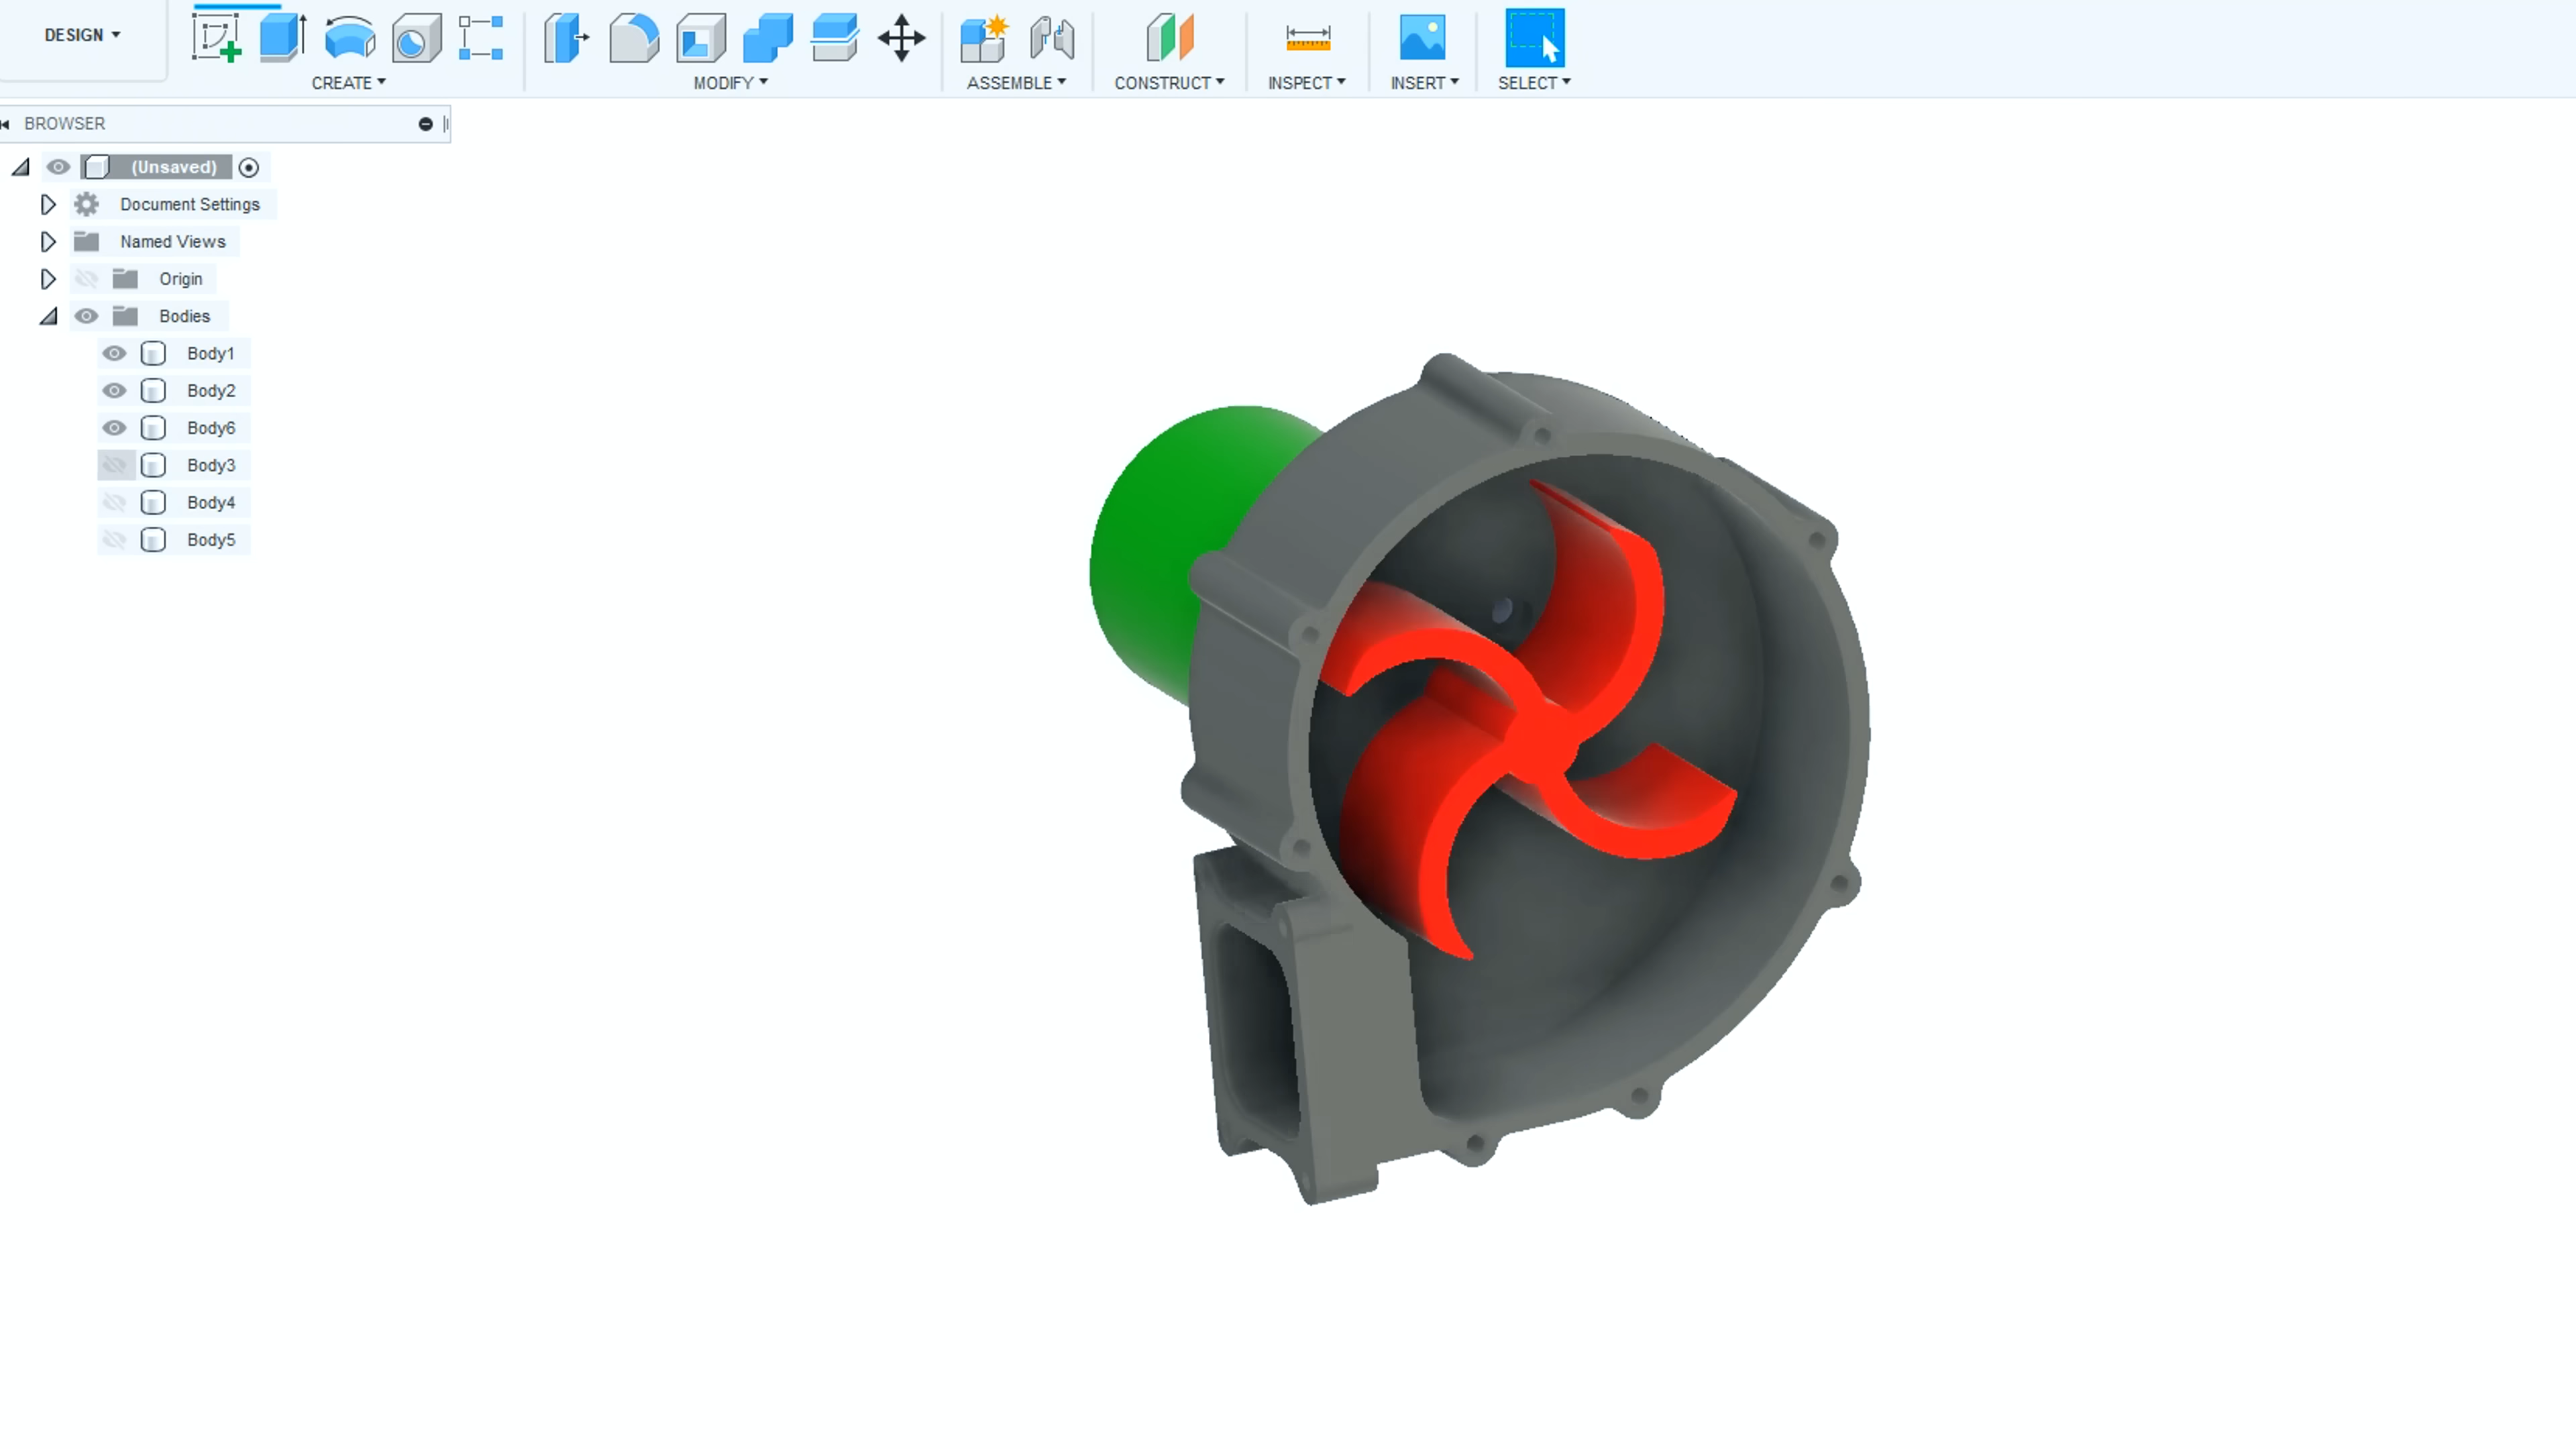 DESIGN
CREATE
MODIFY
ASSEMBLE
CONSTRUCT
INSPECT
INSERT
SELECT
BROWSER
(Unsaved)
Document Settings
Named Views
Origin
Bodies
Body1
Body2
Body6
Body3
Body4
Body5